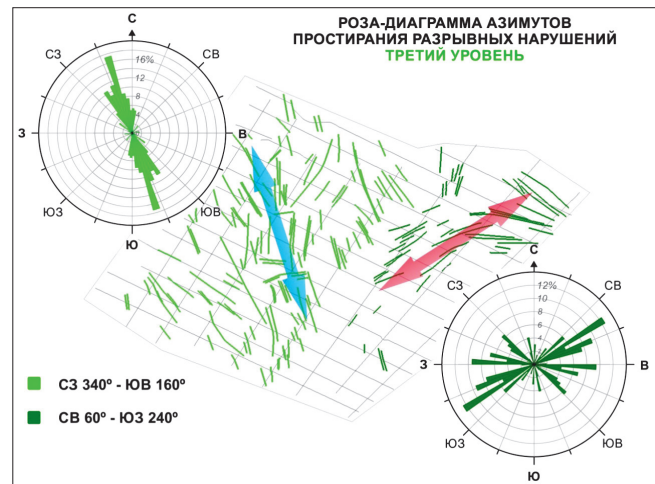 РОЗА-ДИАГРАММА АЗИМУТОВ
ПРОСТИРАНИЯ РАЗРЫВНЫХ НАРУШЕНИЙ
ТРЕТИЙ УРОВЕНЬ
С
СЗ
СВ
16%
12
8
4
З
В
ЮЗ
ЮВ
Ю
С
СЗ
СВ
12%
10
8
6
4
2
З
В
ЮЗ
ЮВ
Ю
СЗ 340º - ЮВ 160º
СВ 60º - ЮЗ 240º